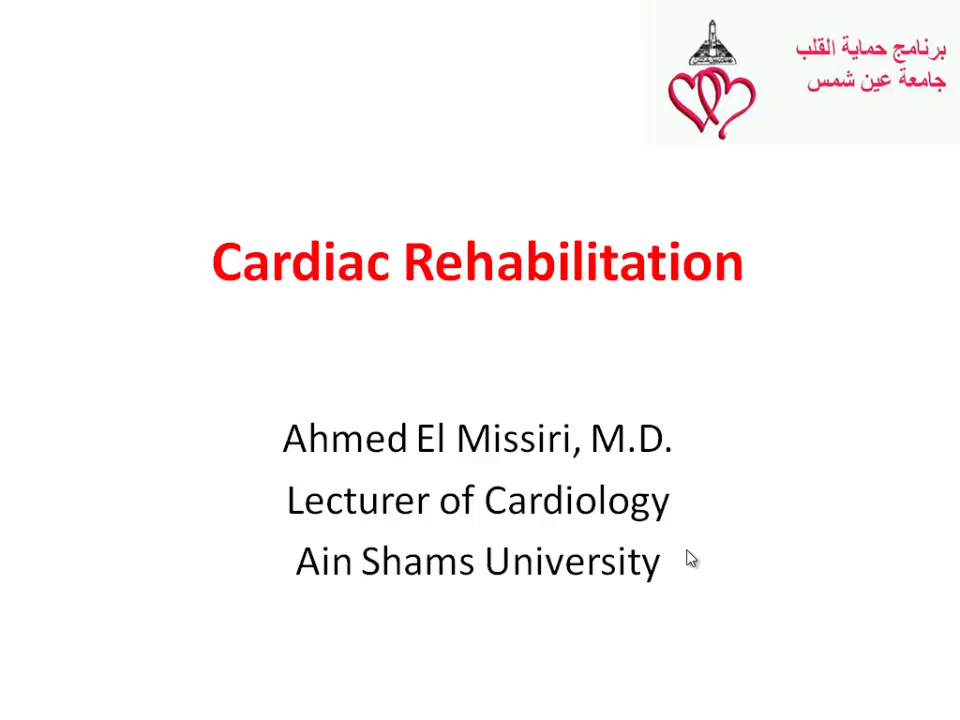 برنامج حماية القلب
جامعة عين شمس
Cardiac Rehabilitation
Ahmed El Missiri, M.D.
Lecturer of Cardiology
Ain Shams University